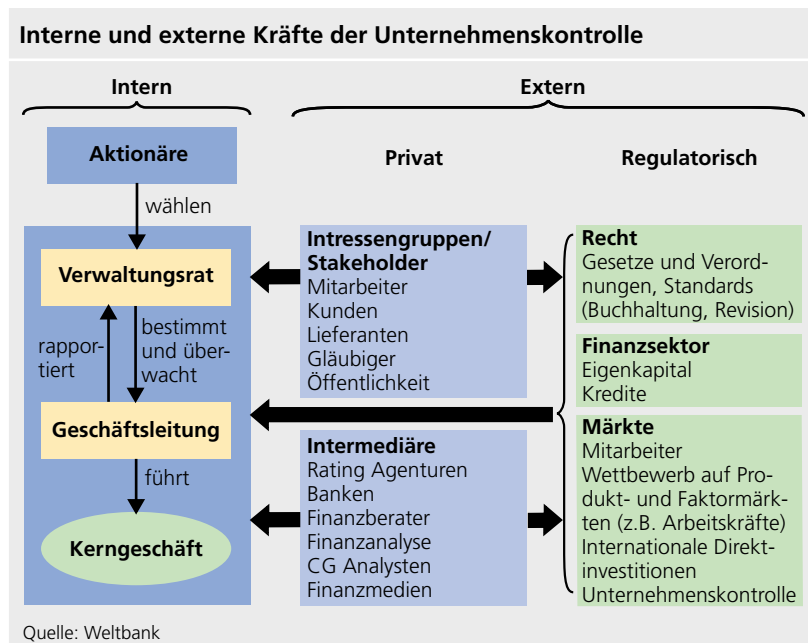 Interne und externe Kräfte der Unternehmenskontrolle
Intern
Extern
Aktionäre
Privat
Regulatorisch
wählen
Verwaltungsrat
rappor-
tiert
bestimmt
und über-
wacht
Geschäftsleitung
führt
Kerngeschäft
Intressengruppen/
Stakeholder
Mitarbeiter
Kunden
Lieferanten
Gläubiger
Öffentlichkeit
Intermediäre
Rating Agenturen
Banken
Finanzberater
Finanzanalyse
CG Analysten
Finanzmedien
Recht
Gesetze und Verord-
nungen, Standards
(Buchhaltung, Revision)
Finanzsektor
Eigenkapital
Kredite
Märkte
Mitarbeiter
Wettbewerb auf Pro-
dukt- und Faktormärk-
ten (z.B. Arbeitskräfte)
Internationale Direkt-
investitionen
Unternehmenskontrolle
Quelle: Weltbank